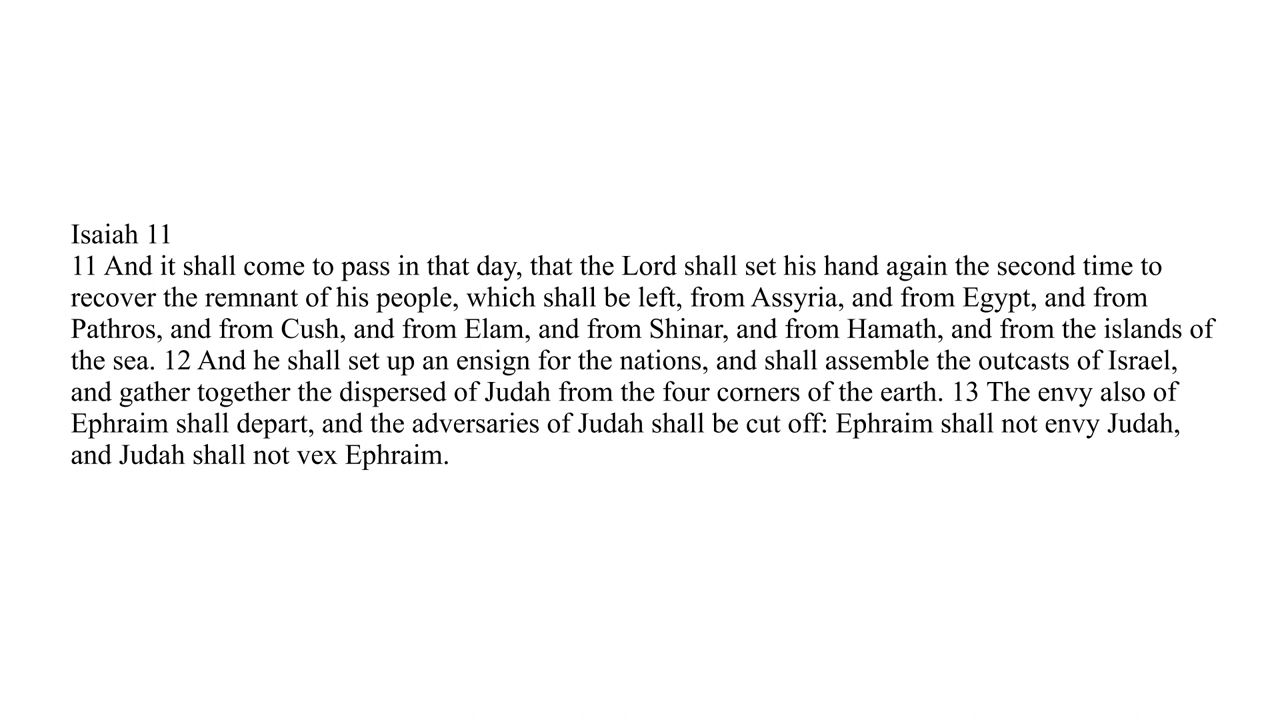 Isaiah 11
11 And it shall come to pass in that day, that the Lord shall set his hand again the second time to
recover the remnant of his people, which shall be left, from Assyria, and from Egypt, and from
Pathros, and from Cush, and from Elam, and from Shinar, and from Hamath, and from the islands of
the sea. 12 And he shall set up an ensign for the nations, and shall assemble the outcasts of Israel,
and gather together the dispersed of Judah from the four corners of the earth. 13 The envy also of
Ephraim shall depart, and the adversaries of Judah shall be cut off: Ephraim shall not envy Judah,
and Judah shall not vex Ephraim.